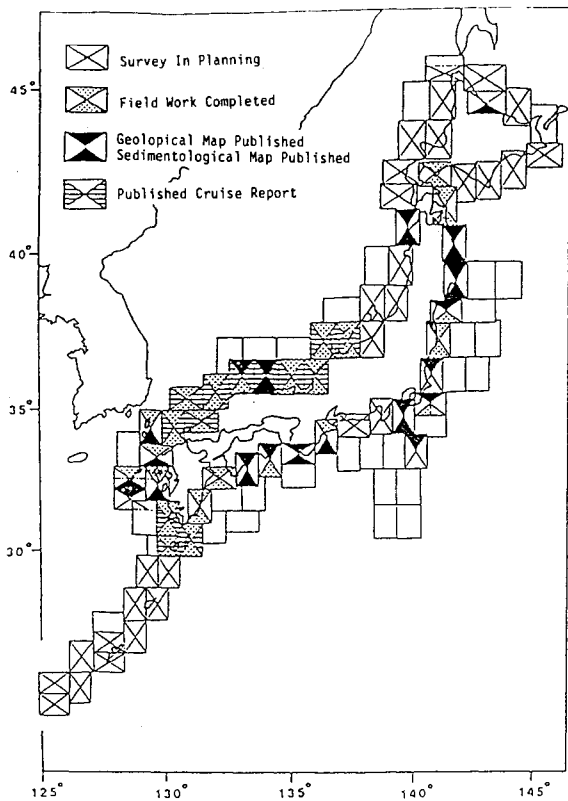 Survey In Planning
Field Work Completed
Geolopical Map Published
Sedimentological Map Published
Published Cruise Report
45°
40°
35°
30°
125°
130°
135°
140°
145°